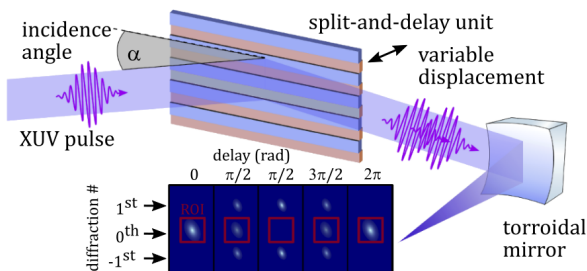 incidence
angle
α
XUV pulse
split-and-delay unit
variable
displacement
delay (rad)
0 π/2 π/2 3π/2 2π
diffraction #
1st
0th
-1st
ROI
torroidal
mirror